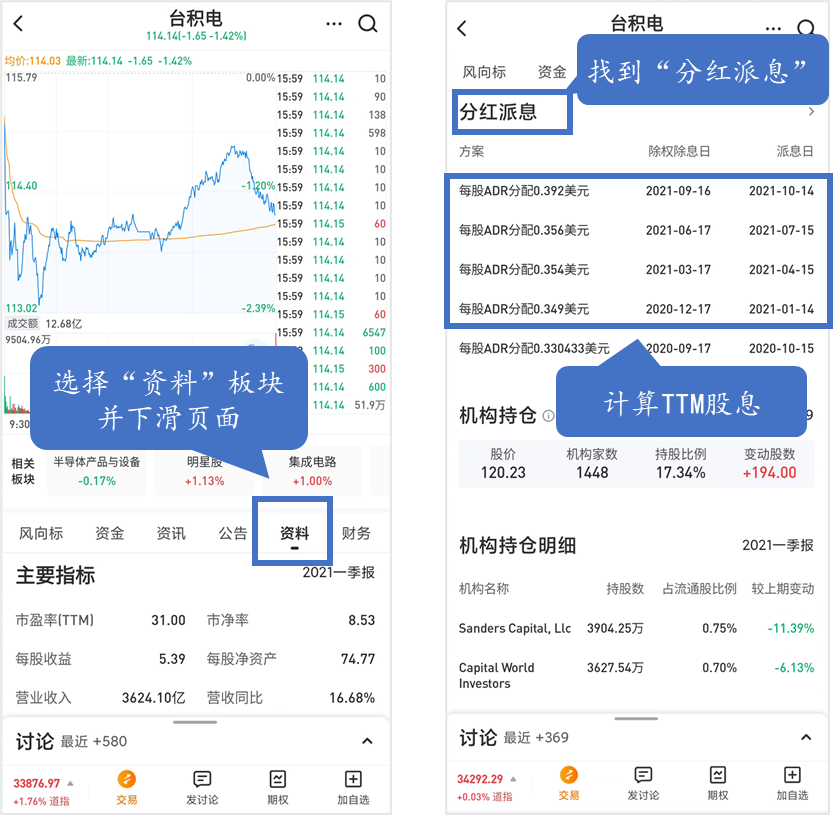 台积电
114.14(-1.65 -1.42%)
均价:114.03 最新:114.14 -1.65 -1.42%
115.79 0.00%
114.40 -1.20%
113.02 -2.39%
15:59 114.14 10
15:59 114.14 90
15:59 114.14 138
15:59 114.14 598
15:59 114.14 10
15:59 114.14 10
15:59 114.14 10
15:59 114.14 10
15:59 114.15 60
15:59 114.14 10
15:59 114.14 10
15:59 114.14 10
15:59 114.14 10
15:59 114.15 60
15:59 114.14 6547
114.14 100
114.15 300
114.14 600
114.14 51.9万
成交额 12.68亿
9504.96万
9:30
选择“资料”板块
并下滑页面
相关
板块
半导体产品与设备
-0.17%
明星股
+1.13%
集成电路
+1.00%
风向标 资金 资讯 公告 资料 财务
主要指标 2021一季报
市盈率(TTM) 31.00 市净率 8.53
每股收益 5.39 每股净资产 74.77
营业收入 3624.10亿 营收同比 16.68%
讨论 最近 +580
33876.97
+1.76% 道指
交易 发讨论 期权 加自选
台积电
风向标 资金
找到“分红派息”
分红派息
方案 除权除息日 派息日
每股ADR分配0.392美元 2021-09-16 2021-10-14
每股ADR分配0.356美元 2021-06-17 2021-07-15
每股ADR分配0.354美元 2021-03-17 2021-04-15
每股ADR分配0.349美元 2020-12-17 2021-01-14
每股ADR分配0.330433美元 2020-09-17 2020-10-15
计算TTM股息
机构持仓 9
股价 机构家数 持股比例 变动股数
120.23 1448 17.34% +194.00
机构持仓明细 2021一季报
机构名称 持股数 占流通股比例 较上期变动
Sanders Capital, Llc 3904.25万 0.75% -11.39%
Capital World
Investors 3627.54万 0.70% -6.13%
讨论 最近 +369
34292.29
+0.03% 道指
交易 发讨论 期权 加自选